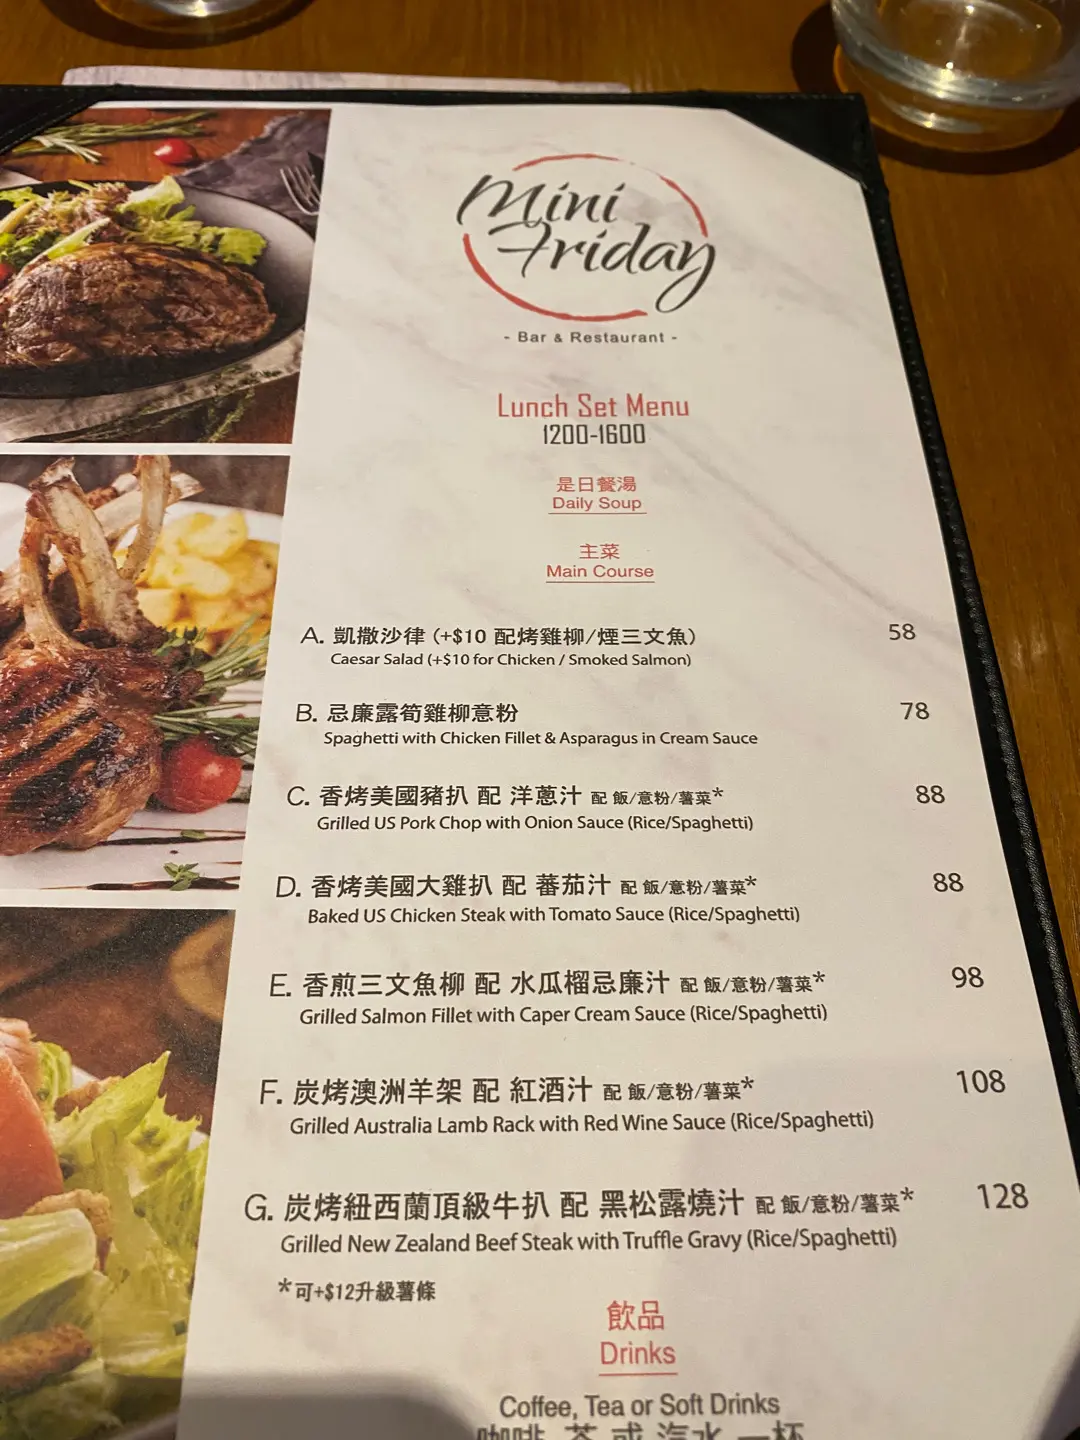 Mini
Friday
- Bar & Restaurant -
Lunch Set Menu
1200-1600
是日餐湯
Daily Soup
主菜
Main Course
A. 凱撒沙律 (+$10 配烤雞柳/煙三文魚) 58
Caesar Salad (+$10 for Chicken / Smoked Salmon)
B. 忌廉露筍雞柳意粉 78
Spaghetti with Chicken Fillet & Asparagus in Cream Sauce
C. 香烤美國豬扒 配 洋蔥汁 配 飯/意粉/薯菜* 88
Grilled US Pork Chop with Onion Sauce (Rice/Spaghetti)
D. 香烤美國大雞扒 配 蕃茄汁 配 飯/意粉/薯菜* 88
Baked US Chicken Steak with Tomato Sauce (Rice/Spaghetti)
E. 香煎三文魚柳 配 水瓜榴忌廉汁 配 飯/意粉/薯菜* 98
Grilled Salmon Fillet with Caper Cream Sauce (Rice/Spaghetti)
F. 炭烤澳洲羊架 配 紅酒汁 配 飯/意粉/薯菜* 108
Grilled Australia Lamb Rack with Red Wine Sauce (Rice/Spaghetti)
G. 炭烤紐西蘭頂級牛扒 配 黑松露燒汁 配 飯/意粉/薯菜* 128
Grilled New Zealand Beef Steak with Truffle Gravy (Rice/Spaghetti)
*可+$12升級薯條
飲品
Drinks
Coffee, Tea or Soft Drinks
咖啡 茶 或 汽水 一杯